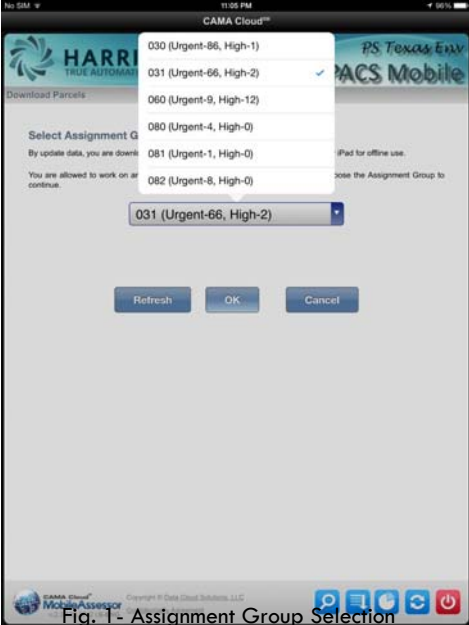 No SIM
11:05 PM
96%
CAMA Cloud℠
HARRI
TRUE AUTOMATI
PS Texas Env
PACS Mobile
Download Parcels
030 (Urgent-86, High-1)
031 (Urgent-66, High-2)
060 (Urgent-9, High-12)
080 (Urgent-4, High-0)
081 (Urgent-1, High-0)
082 (Urgent-8, High-0)
Select Assignment G
By update data, you are downl
iPad for offline use.
You are allowed to work on an
oose the Assignment Group to
continue.
031 (Urgent-66, High-2)
Refresh
OK
Cancel
CAMA Cloud
MobileAssessor
Copyright © Data Cloud Solutions, LLC
Fig. 1- Assignment Group Selection